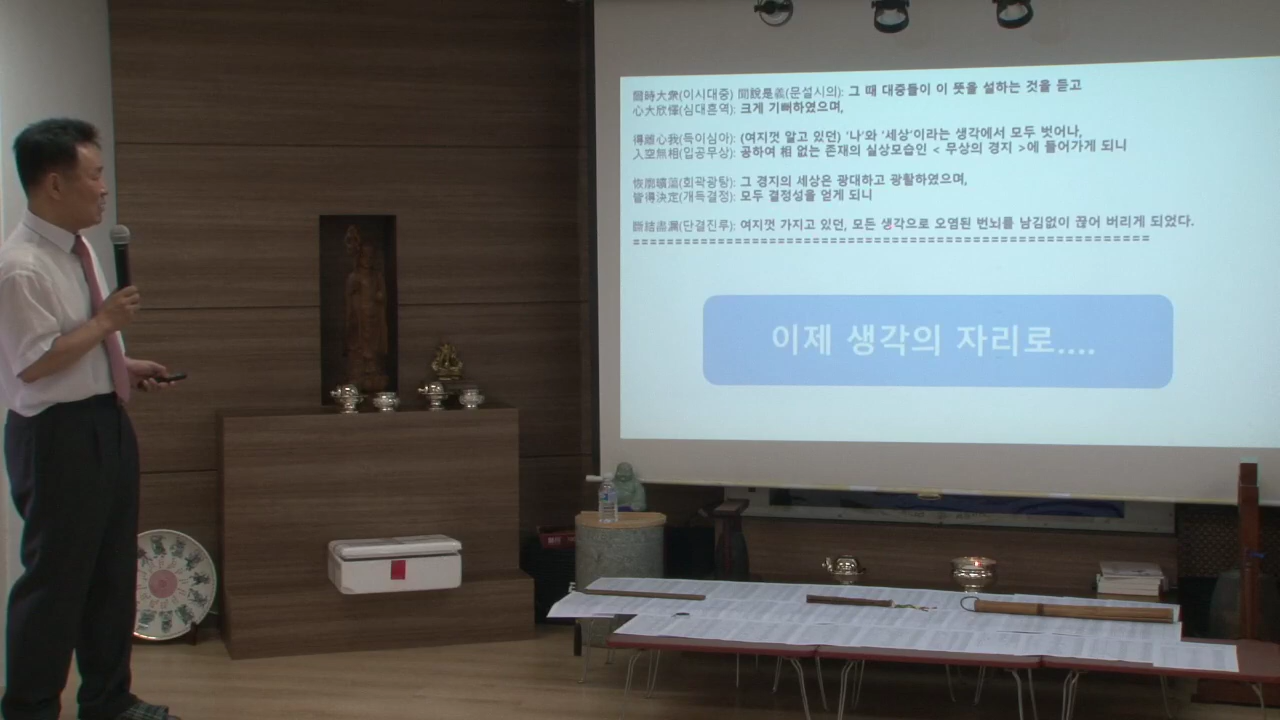 爾時大衆(이시대중) 聞說是義(문설시의): 그 때 대중들이 이 뜻을 설하는 것을 듣고
心大欣懌(심대흔역): 크게 기뻐하였으며,
得離心我(득이심아): (여지껏 알고 있던) '나'와 '세상'이라는 생각에서 모두 벗어나,
入空無相(입공무상): 공하여 相 없는 존재의 실상모습인 < 무상의 경지 >에 들어가게 되니
恢廓曠蕩(회곽광탕): 그 경지의 세상은 광대하고 광활하였으며,
皆得決定(개득결정): 모두 결정성을 얻게 되니
斷結盡漏(단결진루): 여지껏 가지고 있던, 모든 생각으로 오염된 번뇌를 남김없이 끊어 버리게 되었다.
이제 생각의 자리로....